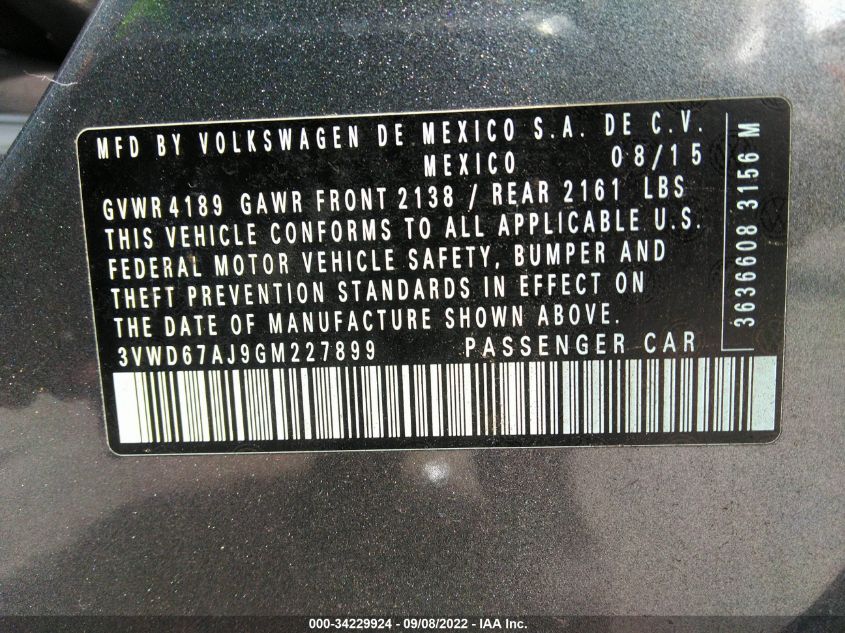 MFD BY VOLKSWAGEN DE MEXICO S.A. DE C.V.
MEXICO 08/15
GVWR 4189 GAWR FRONT 2138 / REAR 2161 LBS
THIS VEHICLE CONFORMS TO ALL APPLICABLE U.S.
FEDERAL MOTOR VEHICLE SAFETY, BUMPER AND
THEFT PREVENTION STANDARDS IN EFFECT ON
THE DATE OF MANUFACTURE SHOWN ABOVE.
3VWD67AJ9GM227899 PASSENGER CAR
3636608 3156 M
000-34229924 - 09/08/2022 - IAA Inc.